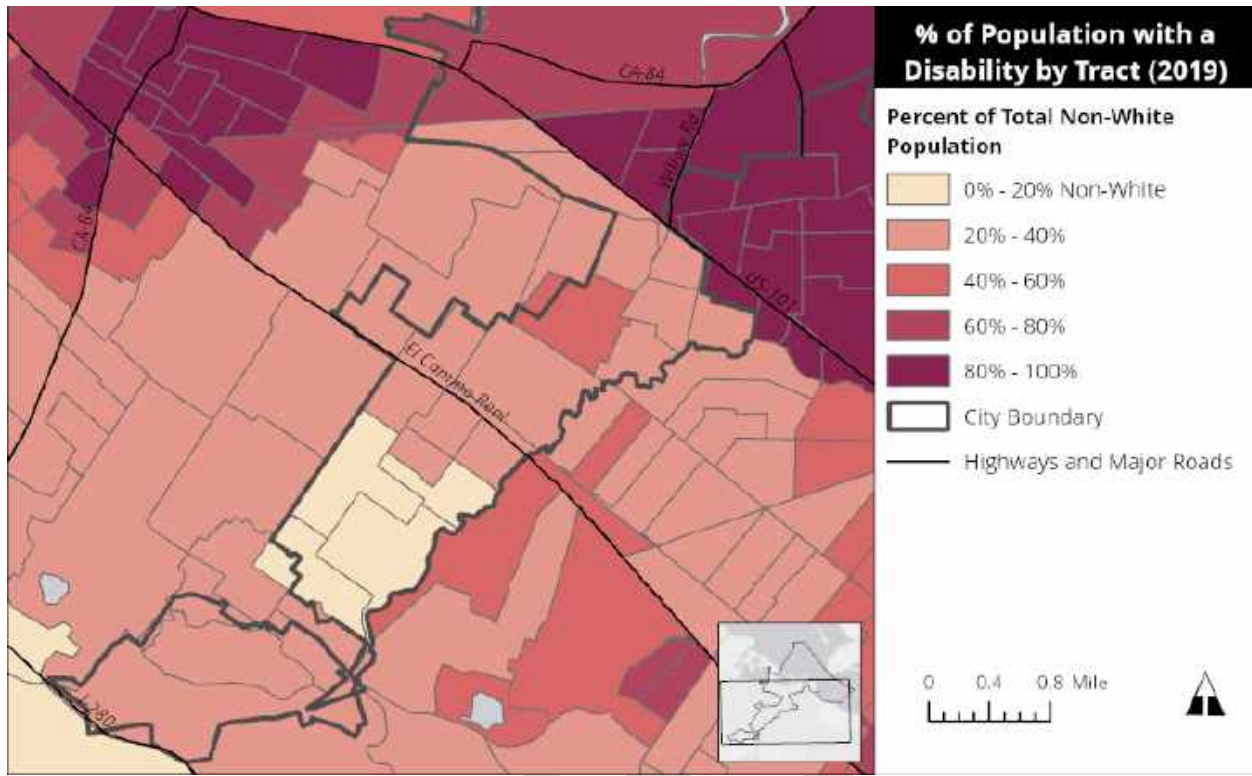 % of Population with a
Disability by Tract (2019)
Percent of Total Non-White
Population
0% - 20% Non-White
20% - 40%
40% - 60%
60% - 80%
80% - 100%
City Boundary
Highways and Major Roads
0 0.4 0.8 Mile
CA-84
Willow Rd
CA-84
US-101
El Camino Real
I-280